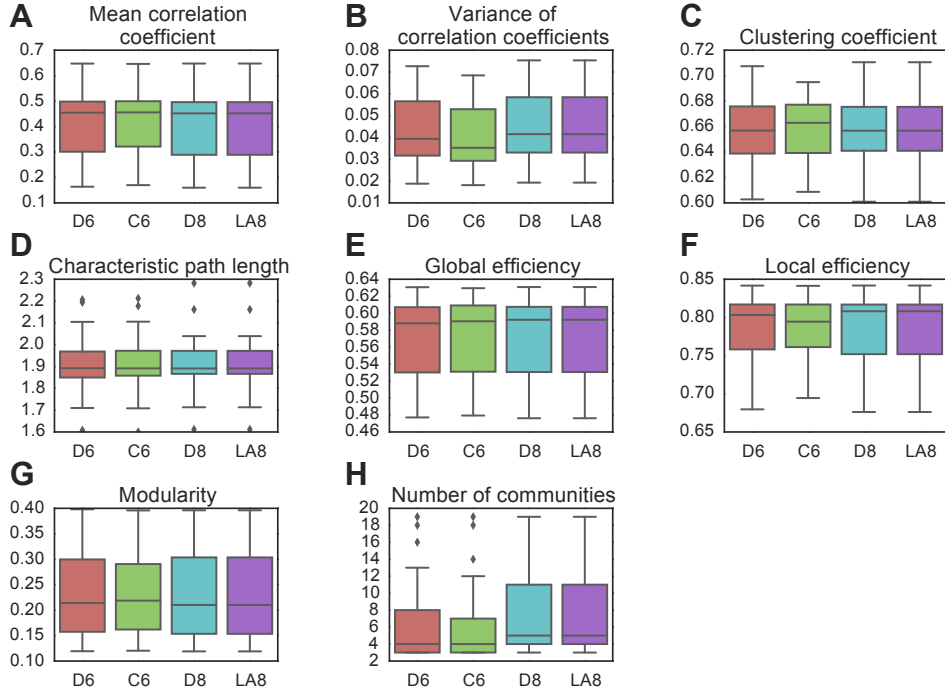 A
Mean correlation
coefficient
0.7
0.6
0.5
0.4
0.3
0.2
0.1
D6 C6 D8 LA8
B
Variance of
correlation coefficients
0.08
0.07
0.06
0.05
0.04
0.03
0.02
0.01
D6 C6 D8 LA8
C
Clustering coefficient
0.72
0.70
0.68
0.66
0.64
0.62
0.60
D6 C6 D8 LA8
D
Characteristic path length
2.3
2.2
2.1
2.0
1.9
1.8
1.7
1.6
D6 C6 D8 LA8
E
Global efficiency
0.64
0.62
0.60
0.58
0.56
0.54
0.52
0.50
0.48
0.46
D6 C6 D8 LA8
F
Local efficiency
0.85
0.80
0.75
0.70
0.65
D6 C6 D8 LA8
G
Modularity
0.40
0.35
0.30
0.25
0.20
0.15
0.10
D6 C6 D8 LA8
H
Number of communities
20
18
16
14
12
10
8
6
4
2
D6 C6 D8 LA8